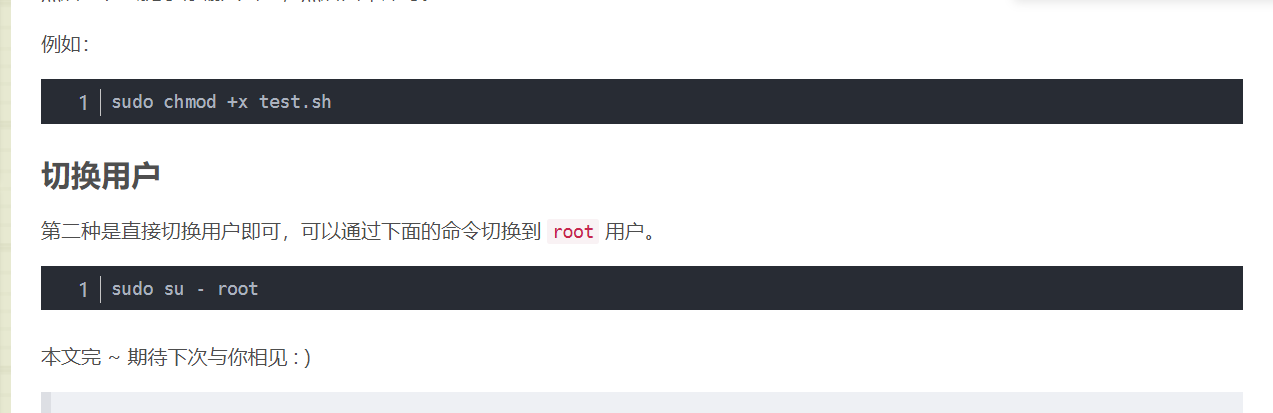 例如：
1 sudo chmod +x test.sh
切换用户
第二种是直接切换用户即可，可以通过下面的命令切换到 root 用户。
1 sudo su - root
本文完 ~ 期待下次与你相见 : )